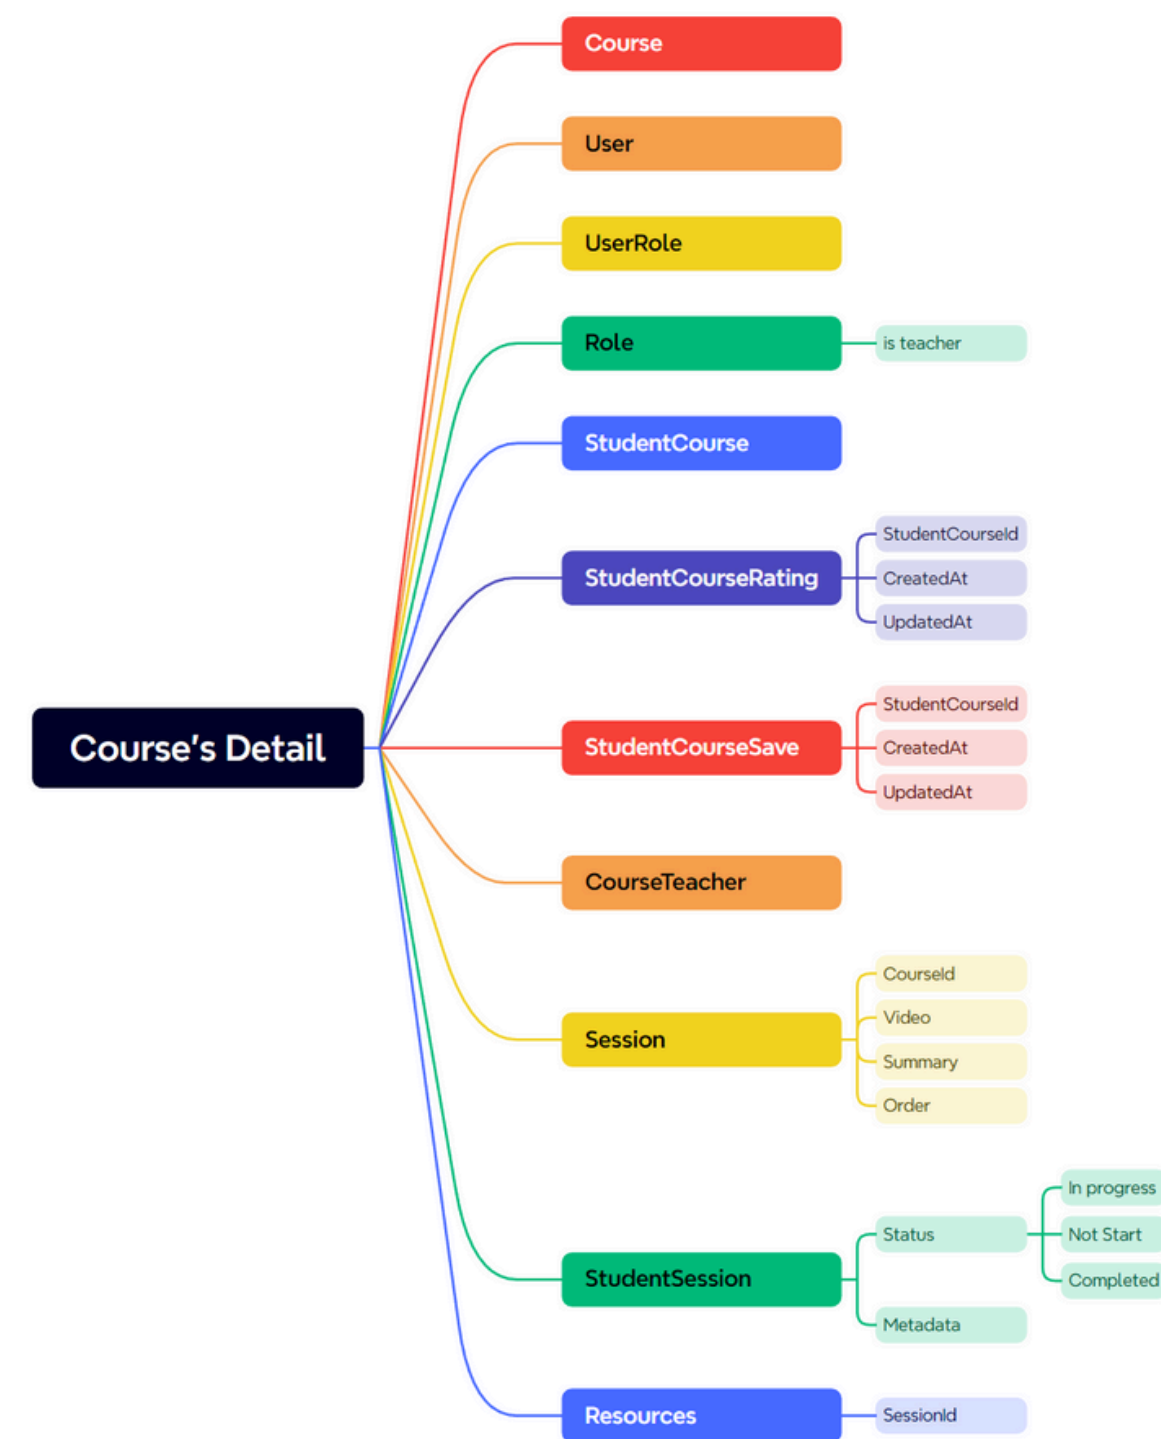 Course
User
UserRole
Role
is teacher
StudentCourse
StudentCourseRating
StudentCourseId
CreatedAt
UpdatedAt
Course's Detail
StudentCourseSave
StudentCourseId
CreatedAt
UpdatedAt
CourseTeacher
Session
CourseId
Video
Summary
Order
StudentSession
Status
In progress
Not Start
Completed
Metadata
Resources
SessionId